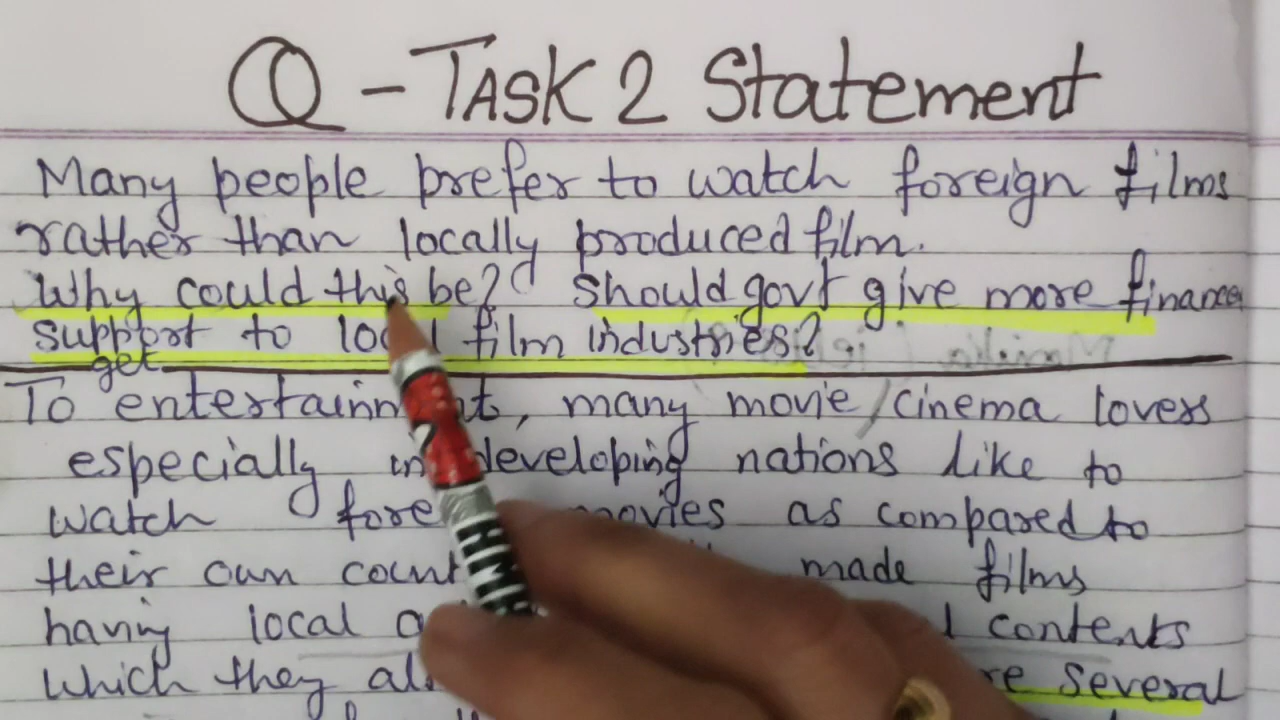 Q - TASK 2 Statement
Many people prefer to watch foreign films
rather than locally produced film.
Why could this be? Should govt give more finance
support to local film industries?
get
To entertainment, many movie/cinema lovers
especially in developing nations like to
watch movies as compared to
their own made films
having local contents
which they several